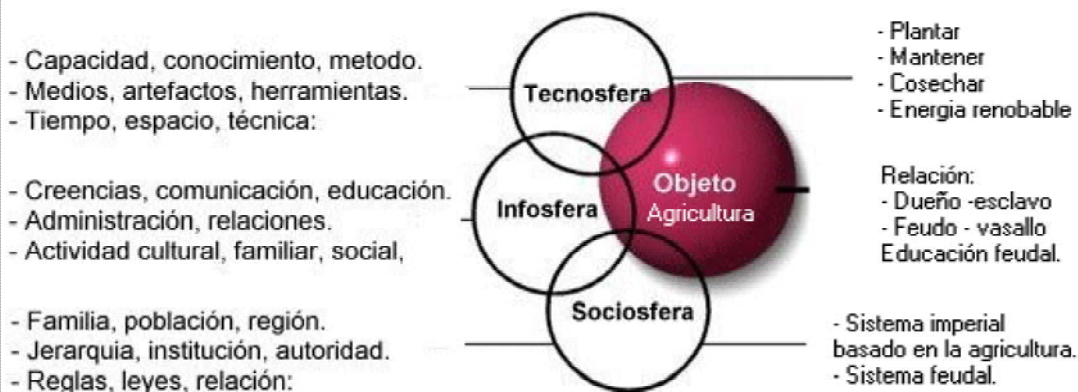 - Capacidad, conocimiento, metodo.
- Medios, artefactos, herramientas.
- Tiempo, espacio, técnica:
- Creencias, comunicación, educación.
- Administración, relaciones.
- Actividad cultural, familiar, social,
- Familia, población, región.
- Jerarquia, institución, autoridad.
- Reglas, leyes, relación:
Tecnosfera
Infosfera
Sociosfera
Objeto
Agricultura
- Plantar
- Mantener
- Cosechar
- Energia renobable
Relación:
- Dueño -esclavo
- Feudo - vasallo
Educación feudal.
- Sistema imperial
basado en la agricultura.
- Sistema feudal.